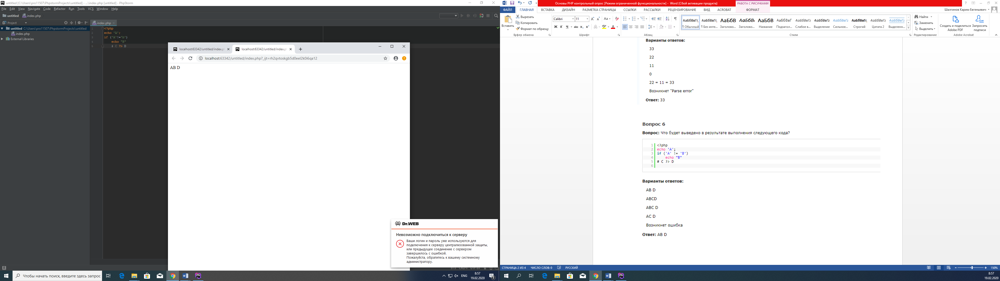 untitled [C:\Users\pro11507\PhpstormProjects\untitled] - ...\index.php [untitled] - PhpStorm
File Edit View Navigate Code Refactor Run Tools VCS Window Help
untitled index.php
Project
index.php
untitled C:\Users\pro11507\PhpstormProjects\untitled
index.php
External Libraries
1 <?php
2 echo 'A';
3 if ('A'!='b')
4 echo "B"
5 # C ?> D
localhost:63342/untitled/index.p
localhost:63342/untitled/index.p
localhost:63342/untitled/index.php?_ijt=rh2qvtoskgb5d0eel2k0i6qa12
AB D
Dr.WEB
Невозможно подключиться к серверу
Ваши логин и пароль уже используются для
подключения к серверу централизованной защиты,
или предыдущее соединение с сервером
завершилось с ошибкой.
Пожалуйста, обратитесь к вашему системному
администратору.
Чтобы начать поиск, введите здесь запрос
ENG
8:57
19.02.2020
5
Основы PHP контрольный опрос [Режим ограниченной функциональности] - Word (Сбой активации продукта)
РАБОТА С РИСУНКАМИ
ФАЙЛ ГЛАВНАЯ ВСТАВКА ДИЗАЙН РАЗМЕТКА СТРАНИЦЫ ССЫЛКИ РАССЫЛКИ РЕЦЕНЗИРОВАНИЕ ВИД ACROBAT ФОРМАТ
Шалгинов Карим Евгеньевич
Вставить
Вырезать
Копировать
Формат по образцу
Буфер обмена
Calibri 11
Ж К Ч abc x₂ x²
Шрифт
Абзац
АаБбВвГг, АаБбВвГг, АаБбВ АаБбВ АаБбВ АаБбВвГ АаБбВвГг АаБбВвГг АаБбВвГг АаБбВвГг, АаБбВвГг АаБбВвГг
¶ Обычный ¶ Без инте... Заголово... Заголово... Название Подзагол... Слабое в... Выделение Сильное... Строгий Цитата 2 Выделенн...
Стили
Найти
Заменить
Выделить
Редактирование
Создать и поделиться Adobe PDF
Запросить подписи
Adobe Acrobat
Варианты ответов:
33
22
11
0
22 = 11 = 33
Возникнет "Parse error"
Ответ: 33
Вопрос 6
Вопрос: Что будет выведено в результате выполнения следующего кода?
1 <?php
2 echo 'A';
3 if ('A' != 'B')
4 echo "B"
5 # C ?> D
6
Варианты ответов:
AB D
ABCD
ABC D
AC D
Возникнет ошибка
Ответ: AB D
СТРАНИЦА 2 ИЗ 4 ЧИСЛО СЛОВ: 0 РУССКИЙ
150%
8:57
19.02.2020